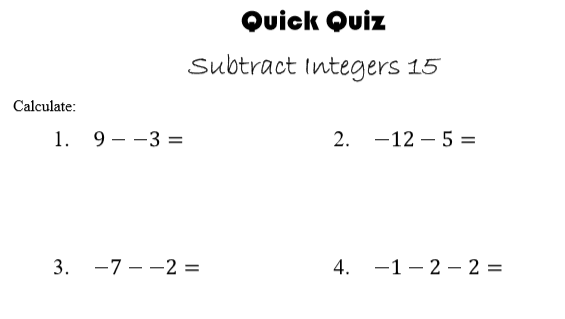 Quick Quiz
Subtract Integers 15
Calculate:
1. 9 − −3 = 2. −12 − 5 =
3. −7 − −2 = 4. −1 − 2 − 2 =